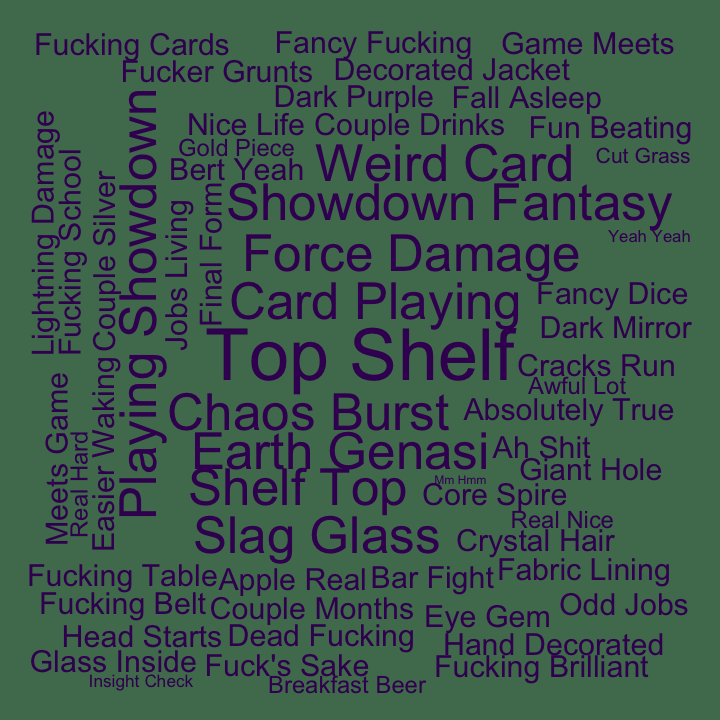 Fucking Cards
Fancy Fucking
Game Meets
Fucker Grunts
Decorated Jacket
Dark Purple
Fall Asleep
Nice Life
Couple Drinks
Fun Beating
Gold Piece
Cut Grass
Bert Yeah
Weird Card
Showdown Fantasy
Yeah Yeah
Force Damage
Card Playing
Fancy Dice
Dark Mirror
Top Shelf
Cracks Run
Awful Lot
Chaos Burst
Absolutely True
Earth Genasi
Ah Shit
Giant Hole
Shelf Top
Mm Hmm
Core Spire
Slag Glass
Real Nice
Crystal Hair
Lightning Damage
Fucking School
Couple Silver
Playing Showdown
Jobs Living
Final Form
Meets Game
Real Hard
Easier Waking
Fucking Table
Apple Real
Bar Fight
Fabric Lining
Fucking Belt
Couple Months
Eye Gem
Odd Jobs
Head Starts
Dead Fucking
Hand Decorated
Glass Inside
Fuck's Sake
Fucking Brilliant
Insight Check
Breakfast Beer